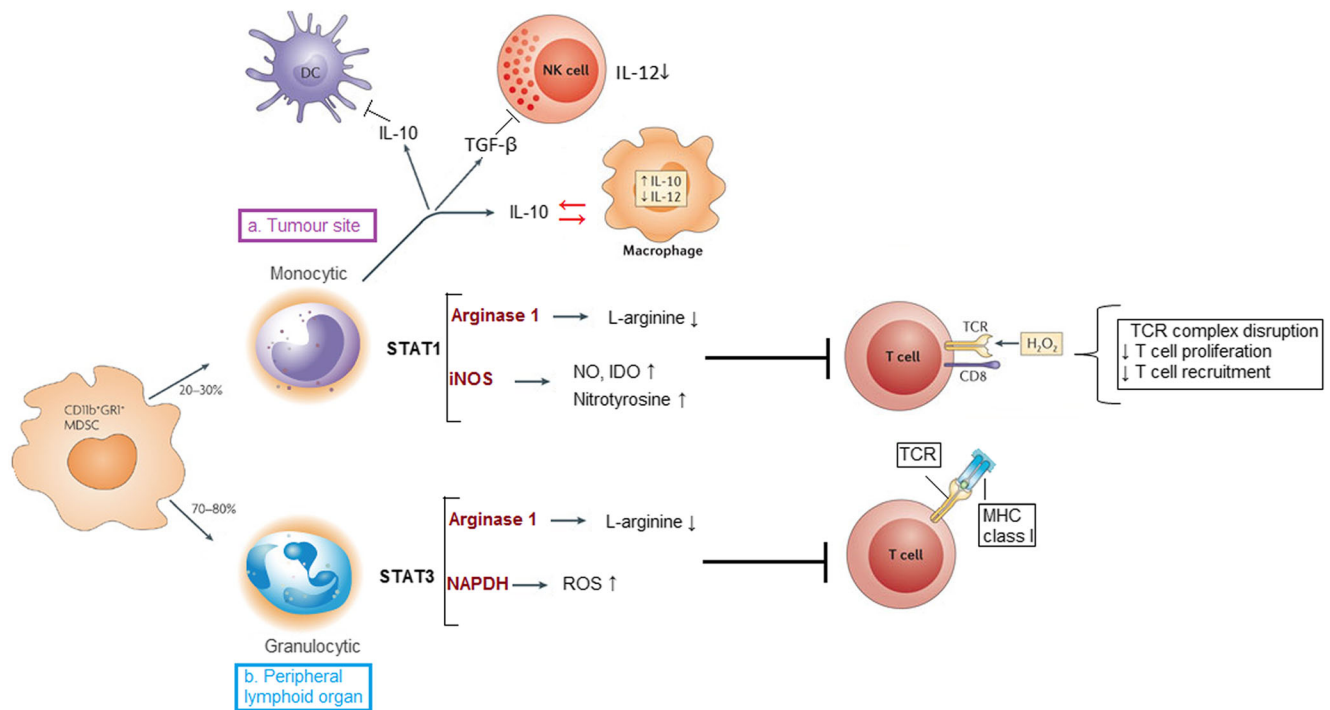 DC
NK cell
IL-12↓
IL-10
TGF-β
↑ IL-10
↓ IL-12
IL-10
Macrophage
a. Tumour site
Monocytic
STAT1
Arginase 1
L-arginine ↓
iNOS
NO, IDO ↑
Nitrotyrosine ↑
T cell
TCR
CD8
H₂O₂
TCR complex disruption
↓ T cell proliferation
↓ T cell recruitment
CD11b⁺GR1⁺
MDSC
20–30%
70–80%
STAT3
Arginase 1
L-arginine ↓
NAPDH
ROS ↑
T cell
TCR
MHC
class I
Granulocytic
b. Peripheral
lymphoid organ